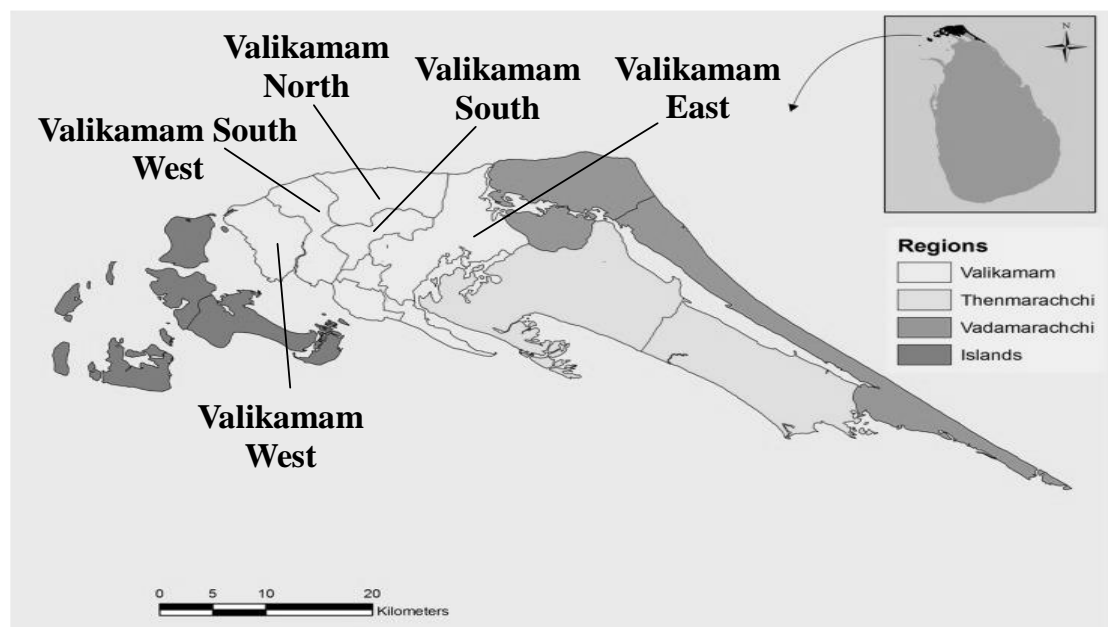 Valikamam
North
Valikamam
South
Valikamam
East
Valikamam South
West
Valikamam
West
N
Regions
Valikamam
Thenmarachchi
Vadamarachchi
Islands
0 5 10 20
Kilometers